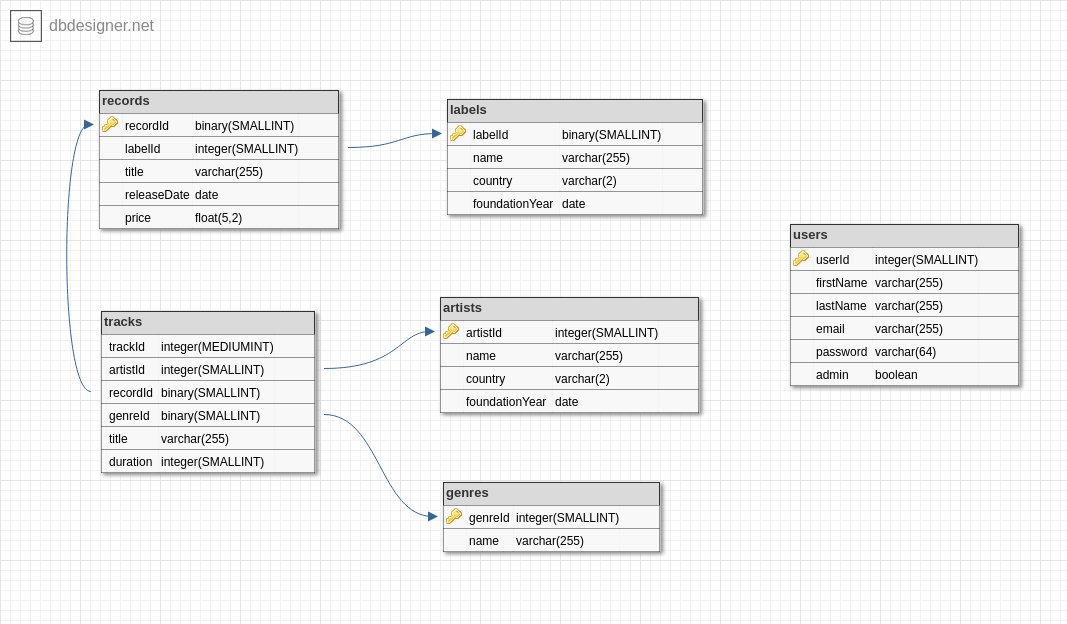 dbdesigner.net
records
recordId binary(SMALLINT)
labelId integer(SMALLINT)
title varchar(255)
releaseDate date
price float(5,2)
labels
labelId binary(SMALLINT)
name varchar(255)
country varchar(2)
foundationYear date
users
userId integer(SMALLINT)
firstName varchar(255)
lastName varchar(255)
email varchar(255)
password varchar(64)
admin boolean
tracks
trackId integer(MEDIUMINT)
artistId integer(SMALLINT)
recordId binary(SMALLINT)
genreId binary(SMALLINT)
title varchar(255)
duration integer(SMALLINT)
artists
artistId integer(SMALLINT)
name varchar(255)
country varchar(2)
foundationYear date
genres
genreId integer(SMALLINT)
name varchar(255)